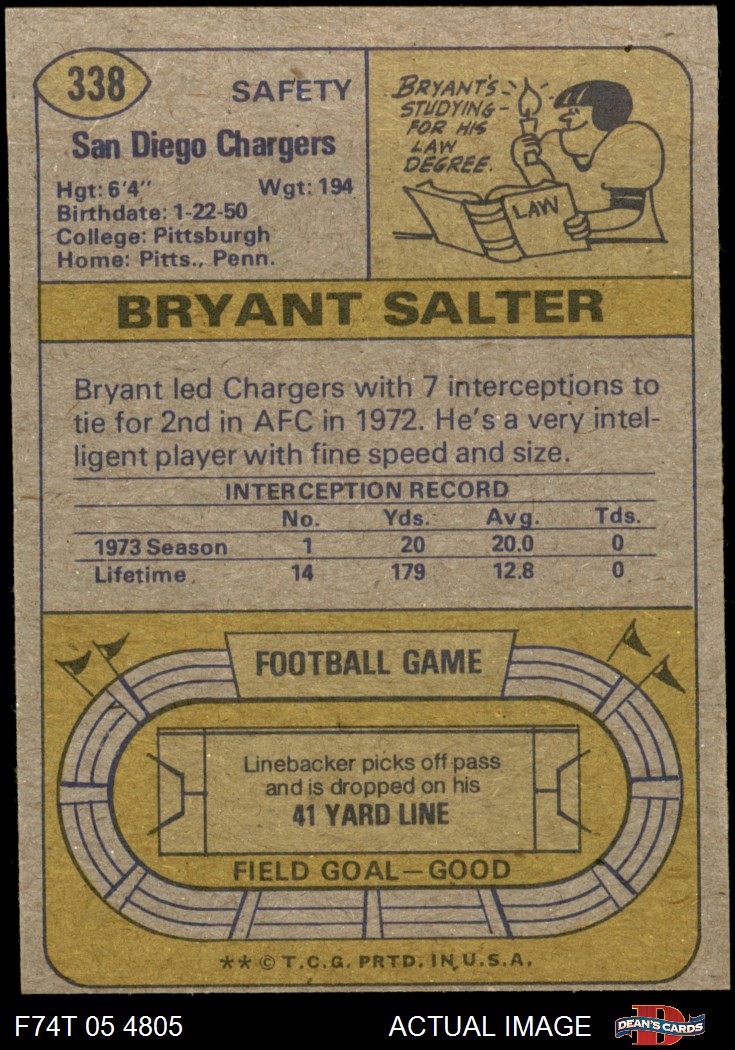 338
SAFETY
San Diego Chargers
Hgt: 6'4" Wgt: 194
Birthdate: 1-22-50
College: Pittsburgh
Home: Pitts., Penn.
BRYANT'S
STUDYING
FOR HIS
LAW
DEGREE.
LAW
BRYANT SALTER
Bryant led Chargers with 7 interceptions to
tie for 2nd in AFC in 1972. He's a very intel-
ligent player with fine speed and size.
INTERCEPTION RECORD
No. Yds. Avg. Tds.
1973 Season 1 20 20.0 0
Lifetime 14 179 12.8 0
FOOTBALL GAME
Linebacker picks off pass
and is dropped on his
41 YARD LINE
FIELD GOAL—GOOD
**© T.C.G. PRTD. IN U.S.A.
F74T 05 4805 ACTUAL IMAGE
D
DEAN'S CARDS